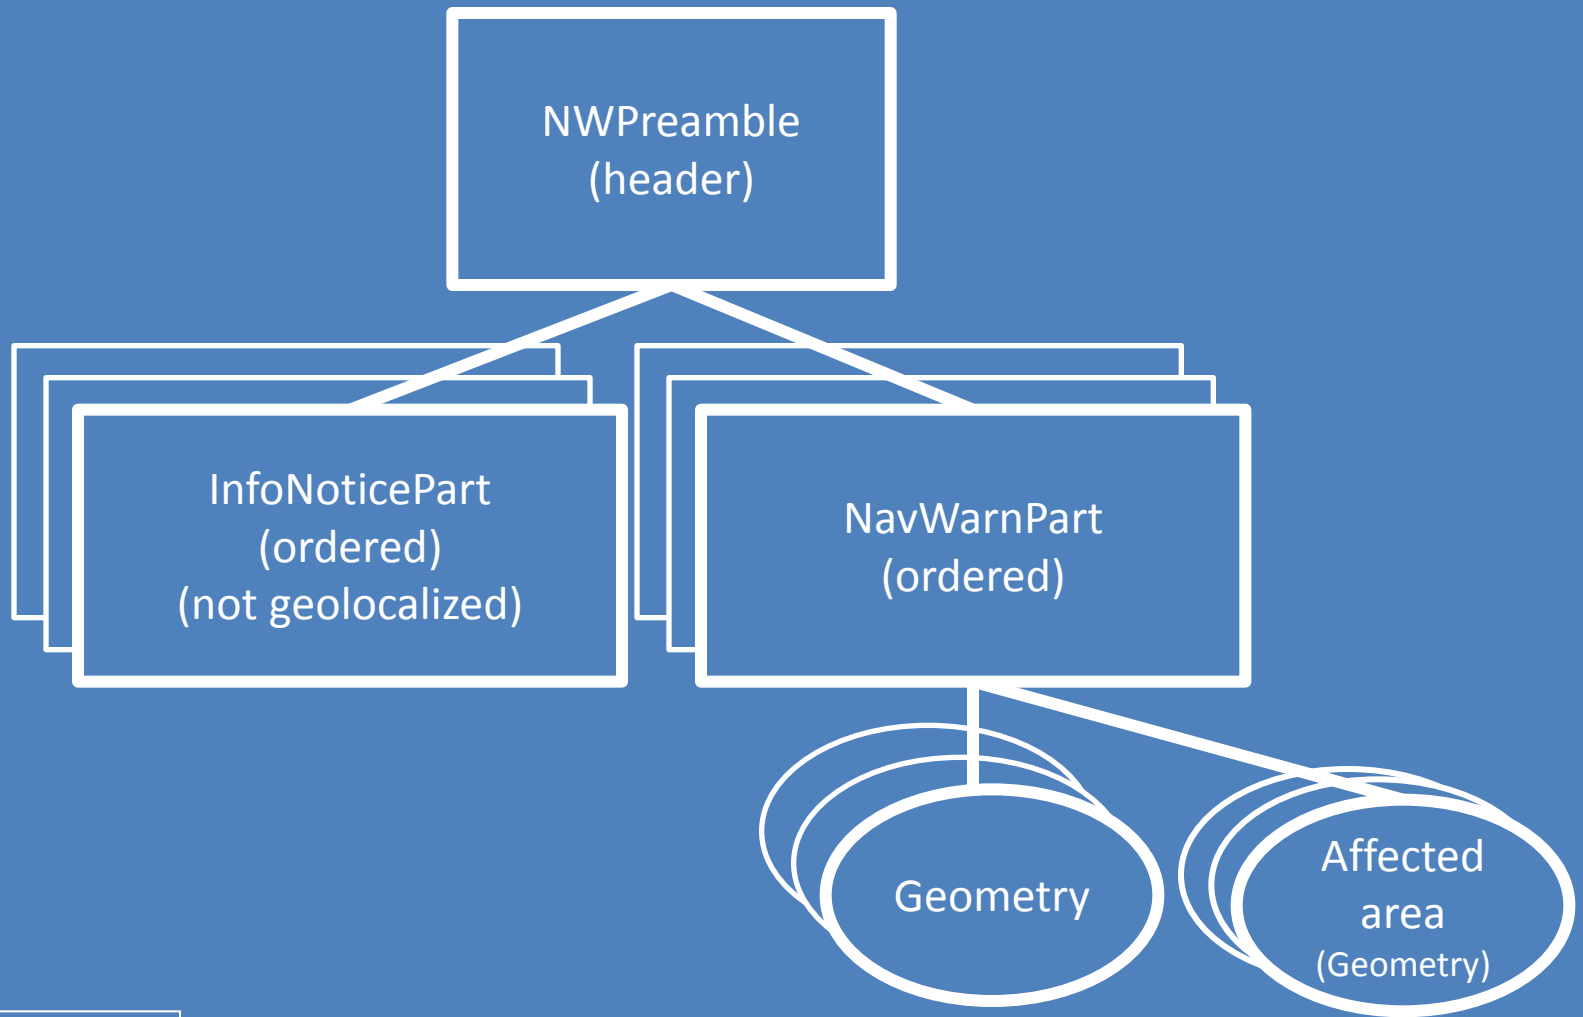 NWPreamble
(header)
InfoNoticePart
(ordered)
(not geolocalized)
NavWarnPart
(ordered)
Geometry
Affected
area
(Geometry)